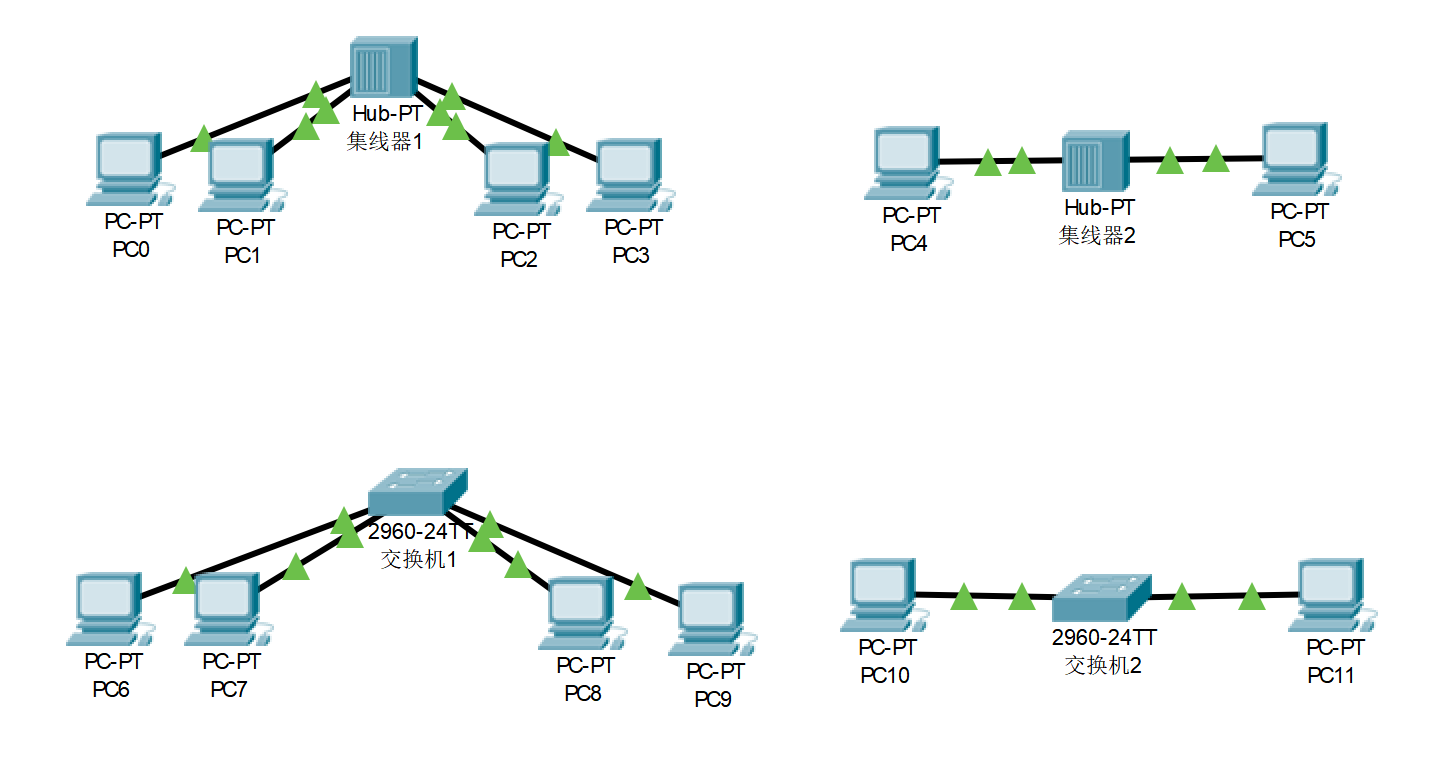 Hub-PT
集线器1
PC-PT
PC0
PC-PT
PC1
PC-PT
PC2
PC-PT
PC3
PC-PT
PC4
Hub-PT
集线器2
PC-PT
PC5
2960-24TT
交换机1
PC-PT
PC6
PC-PT
PC7
PC-PT
PC8
PC-PT
PC9
PC-PT
PC10
2960-24TT
交换机2
PC-PT
PC11